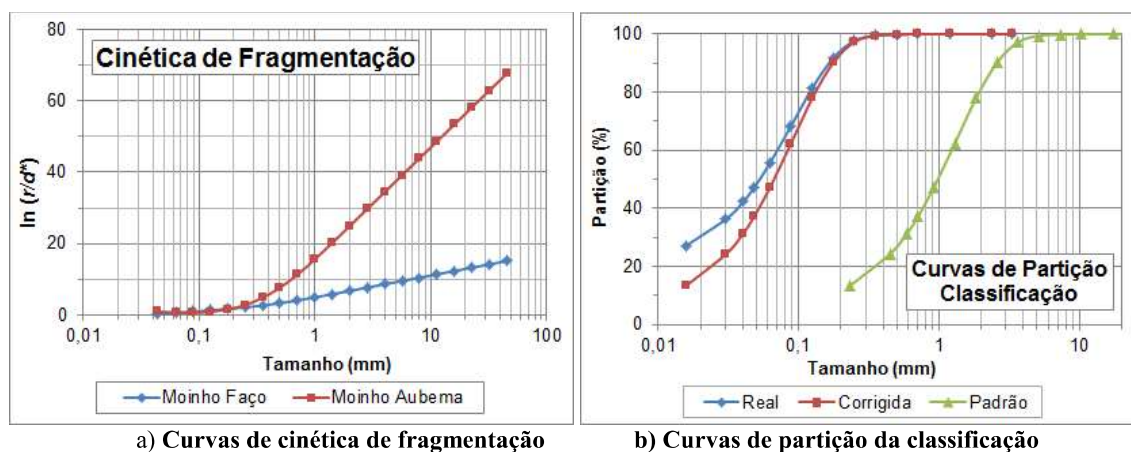 Cinética de Fragmentação
ln (r/d*)
80
60
40
20
0
0,01
0,1
1
10
100
Tamanho (mm)
Moinho Faço
Moinho Aubema
a) Curvas de cinética de fragmentação
Partição (%)
100
80
60
40
20
0
Curvas de Partição
Classificação
0,01
0,1
1
10
Tamanho (mm)
Real
Corrigida
Padrão
b) Curvas de partição da classificação